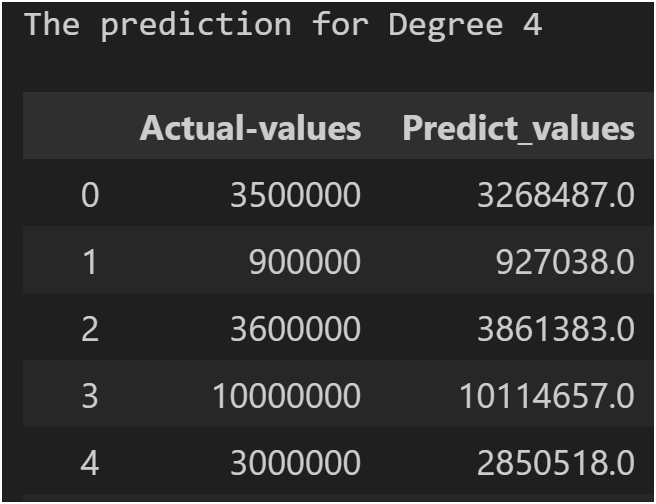 The prediction for Degree 4
Actual-values Predict_values
0 3500000 3268487.0
1 900000 927038.0
2 3600000 3861383.0
3 10000000 10114657.0
4 3000000 2850518.0